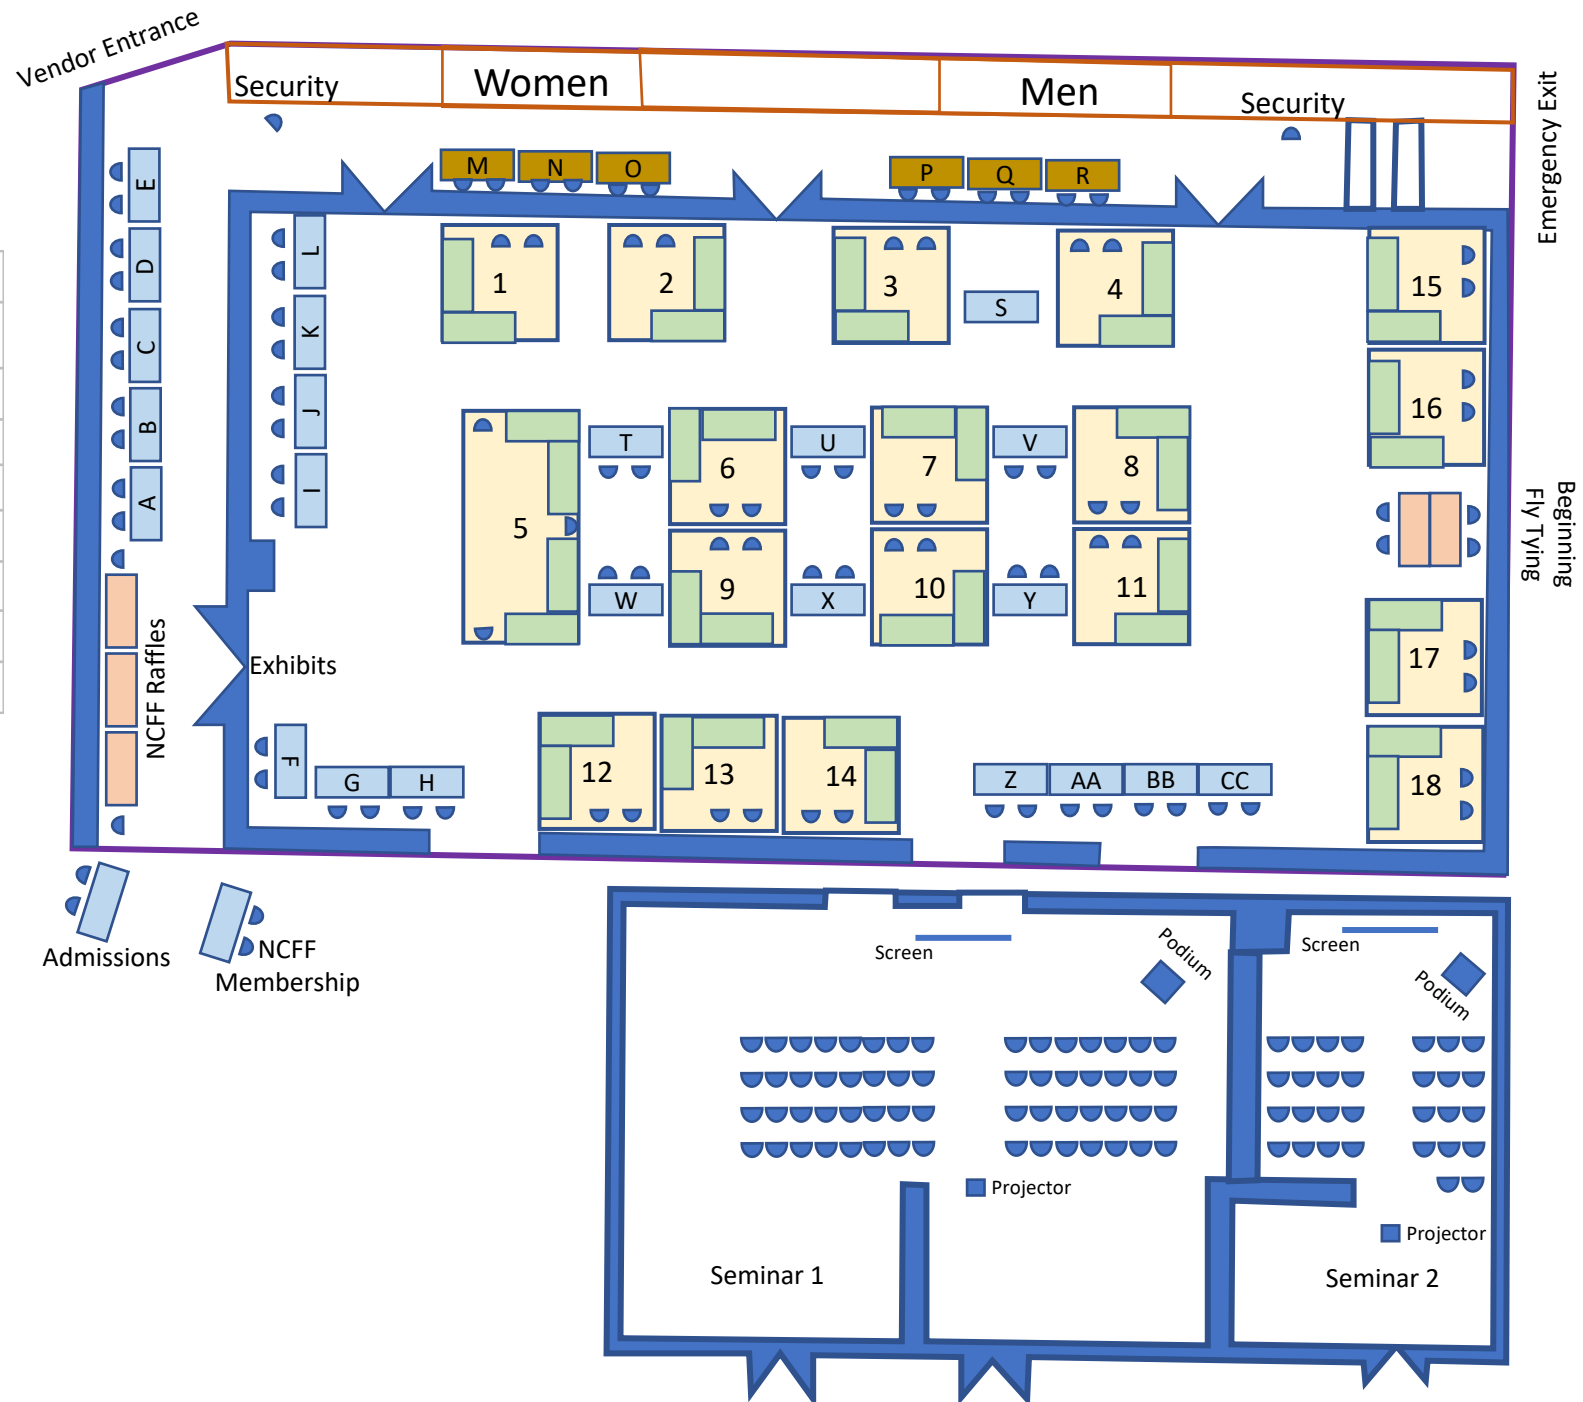 Vendor Entrance
Security
Women
Men
Security
Emergency Exit
M
N
O
P
Q
R
E
D
C
B
A
L
K
J
I
1
2
3
S
4
15
16
T
6
U
7
V
8
5
W
9
X
10
Y
11
Beginning
Fly Tying
NCFF Raffles
Exhibits
17
F
G
H
12
13
14
Z
AA
BB
CC
18
Admissions
NCFF
Membership
Screen
Podium
Screen
Podium
Projector
Projector
Seminar 1
Seminar 2